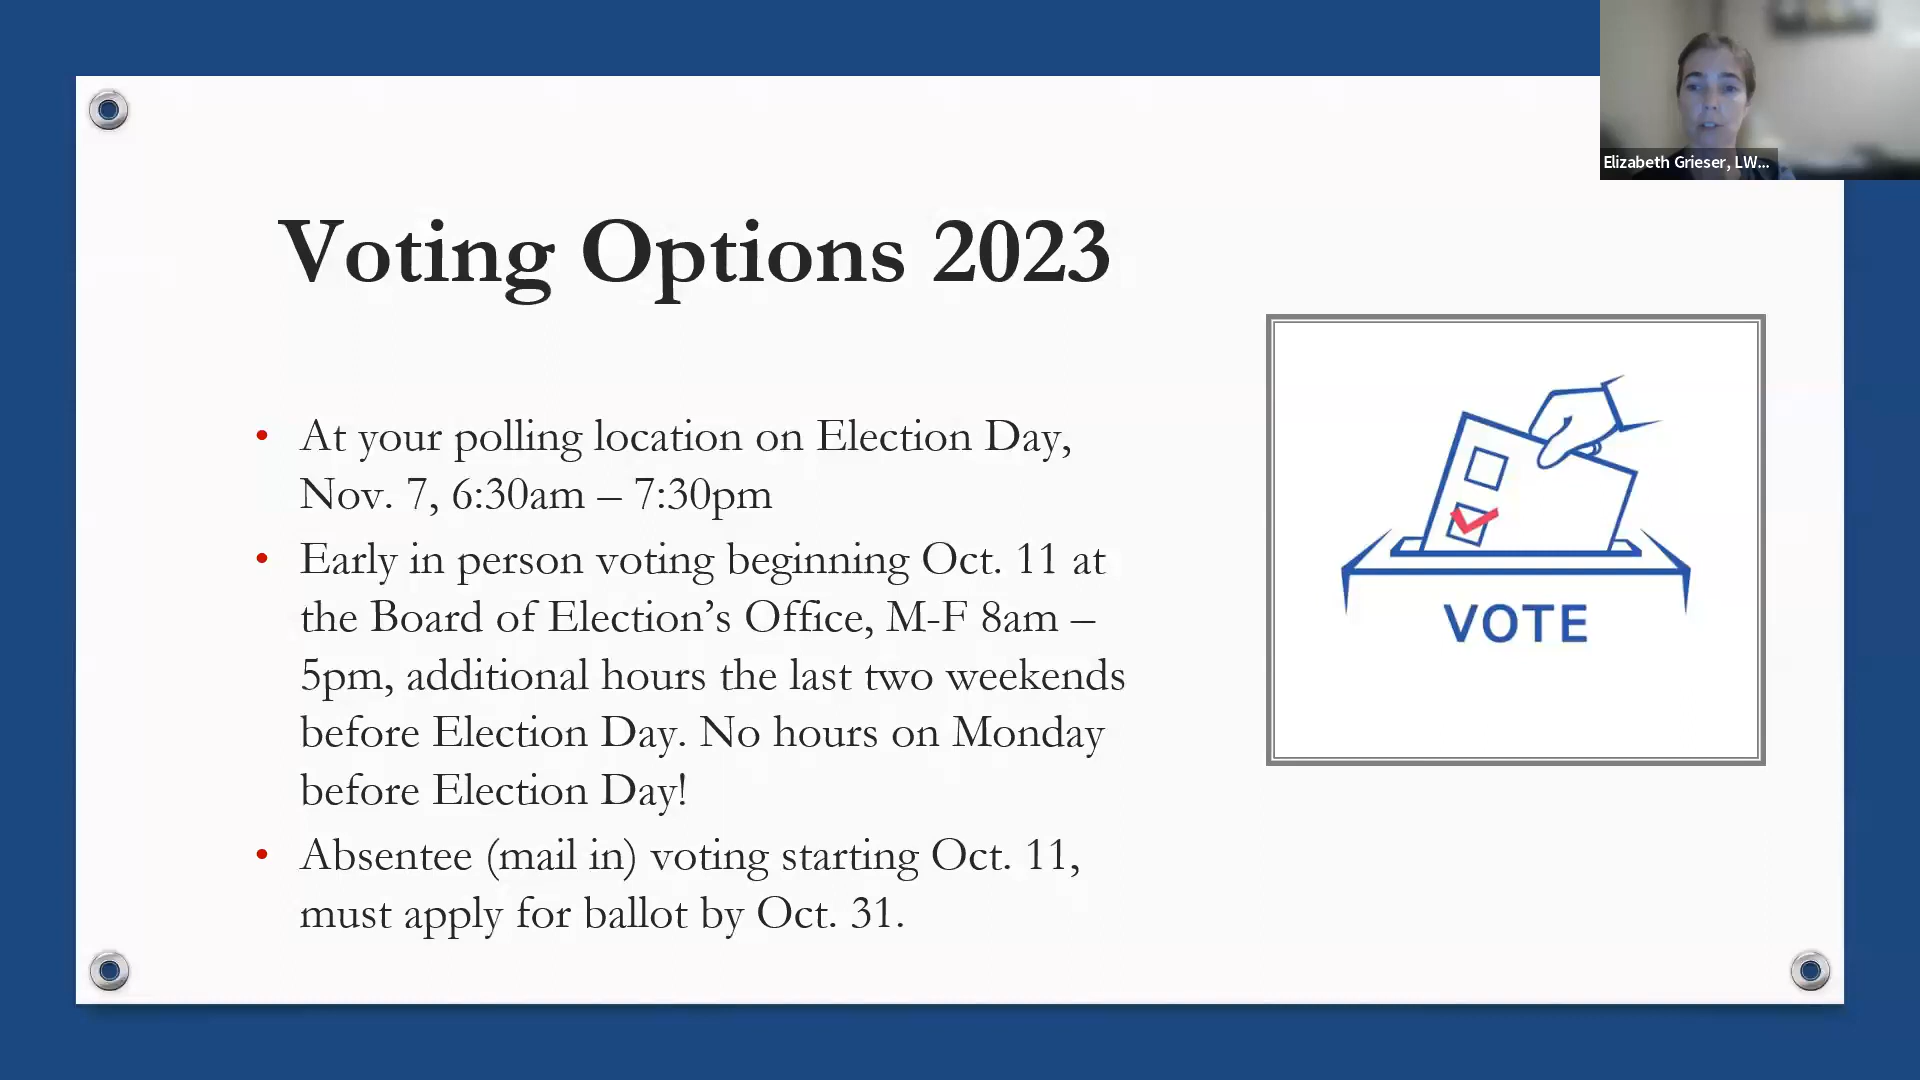 Elizabeth Grieser, LW...
Voting Options 2023
• At your polling location on Election Day,
Nov. 7, 6:30am – 7:30pm
• Early in person voting beginning Oct. 11 at
the Board of Election’s Office, M-F 8am –
5pm, additional hours the last two weekends
before Election Day. No hours on Monday
before Election Day!
• Absentee (mail in) voting starting Oct. 11,
must apply for ballot by Oct. 31.
VOTE